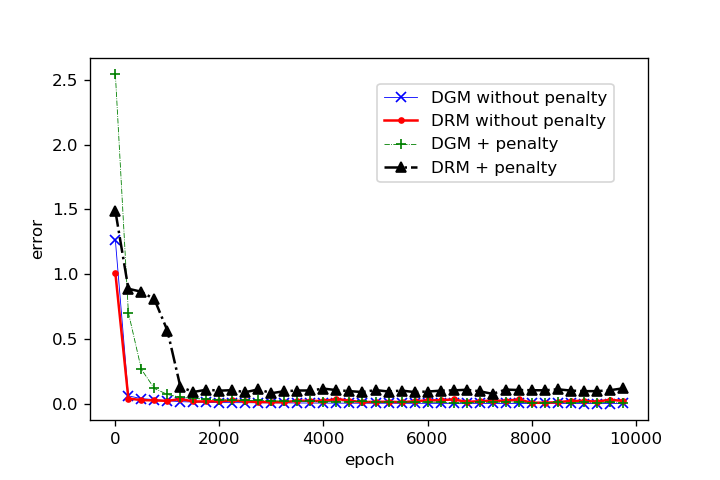 DGM without penalty
DRM without penalty
DGM + penalty
DRM + penalty
error
2.5
2.0
1.5
1.0
0.5
0.0
0 2000 4000 6000 8000 10000
epoch